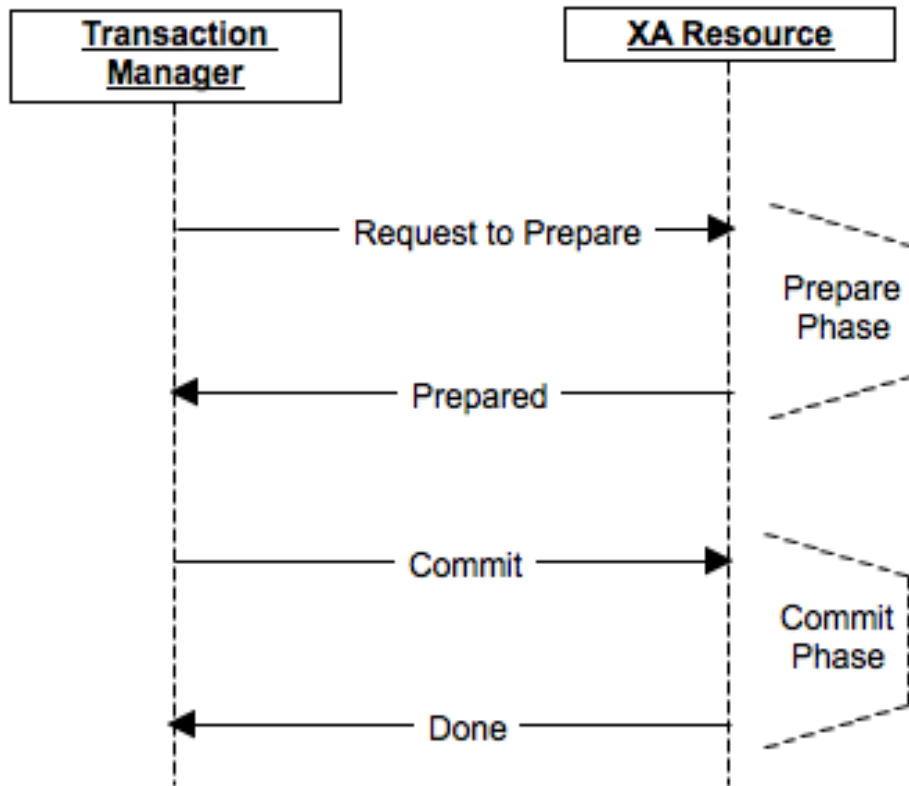 Transaction
Manager
XA Resource
Request to Prepare
Prepare
Phase
Prepared
Commit
Commit
Phase
Done